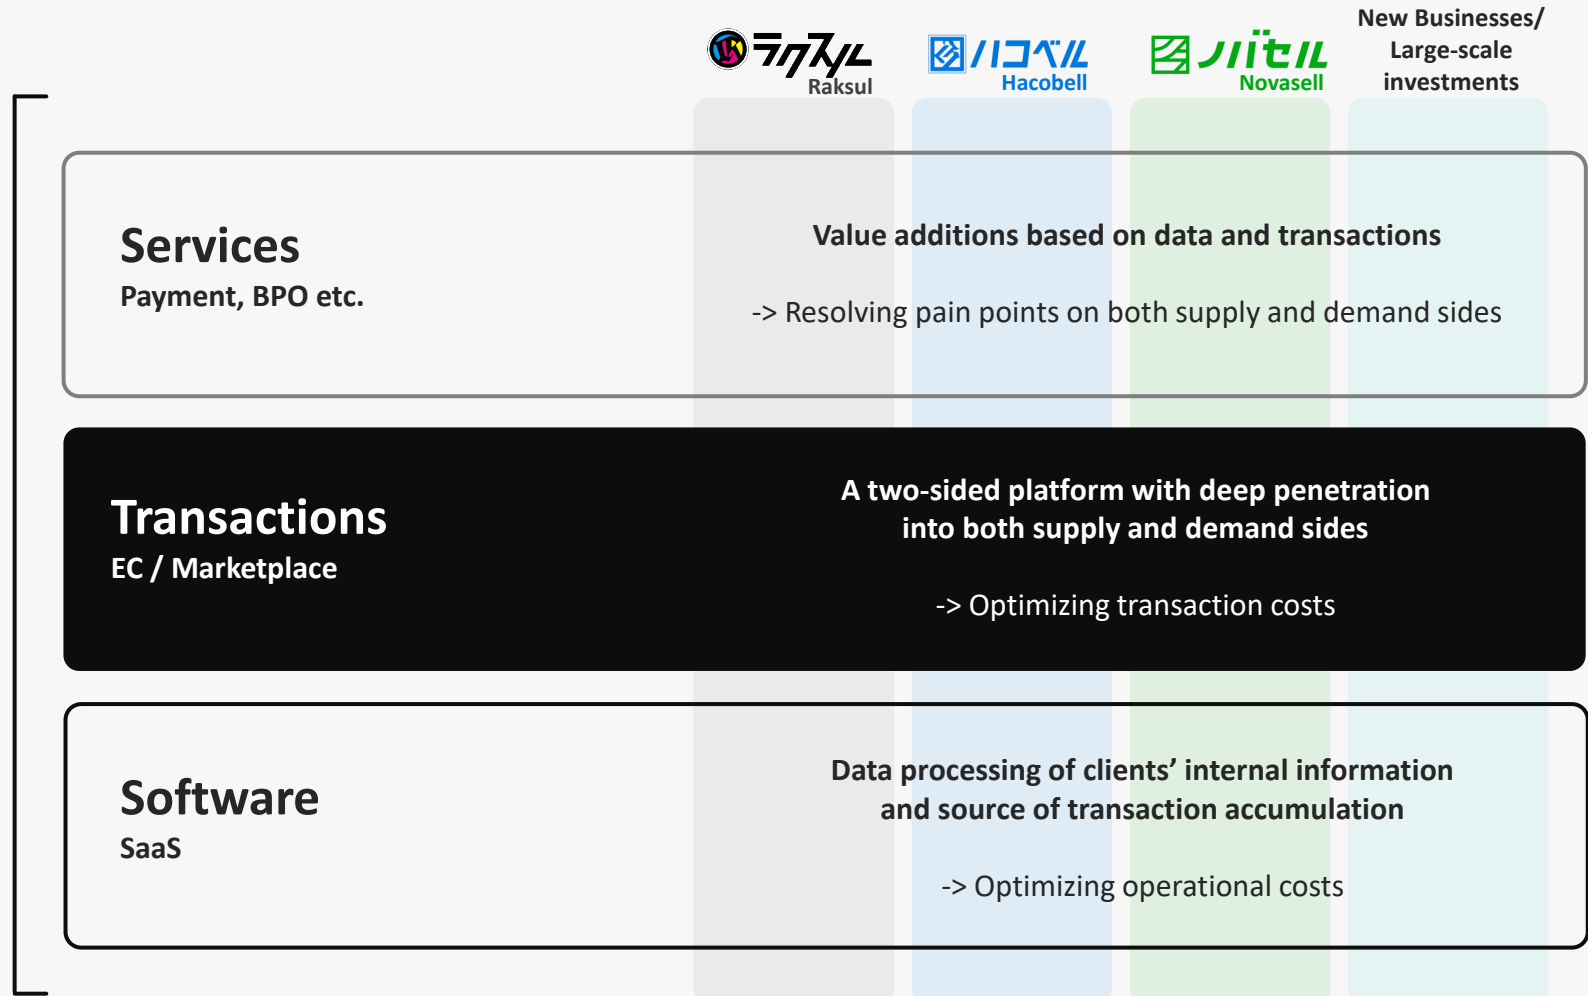 ラクスル
Raksul
ハコベル
Hacobell
ノバセル
Novasell
New Businesses/
Large-scale
investments
Services
Payment, BPO etc.
Value additions based on data and transactions
-> Resolving pain points on both supply and demand sides
Transactions
EC / Marketplace
A two-sided platform with deep penetration
into both supply and demand sides
-> Optimizing transaction costs
Software
SaaS
Data processing of clients’ internal information
and source of transaction accumulation
-> Optimizing operational costs